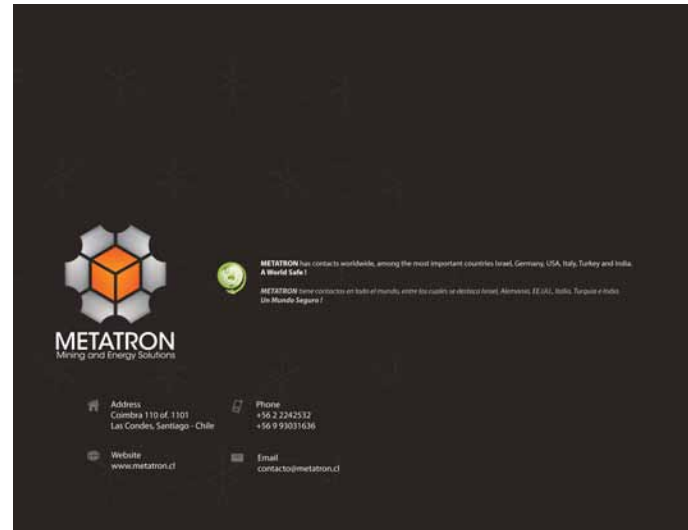 METATRON
Mining and Energy Solutions
METATRON has contacts worldwide, among the most important countries Israel, Germany, USA, Italy, Turkey and India.
A World Safe !
METATRON tiene contactos en todo el mundo, entre los cuales se destaca Israel, Alemania, EE.UU., Italia, Turquia e India.
Un Mundo Seguro !
Address
Coimbra 110 of. 1101
Las Condes, Santiago - Chile
Phone
+56 2 2242532
+56 9 93031636
Website
www.metatron.cl
Email
contacto@metatron.cl